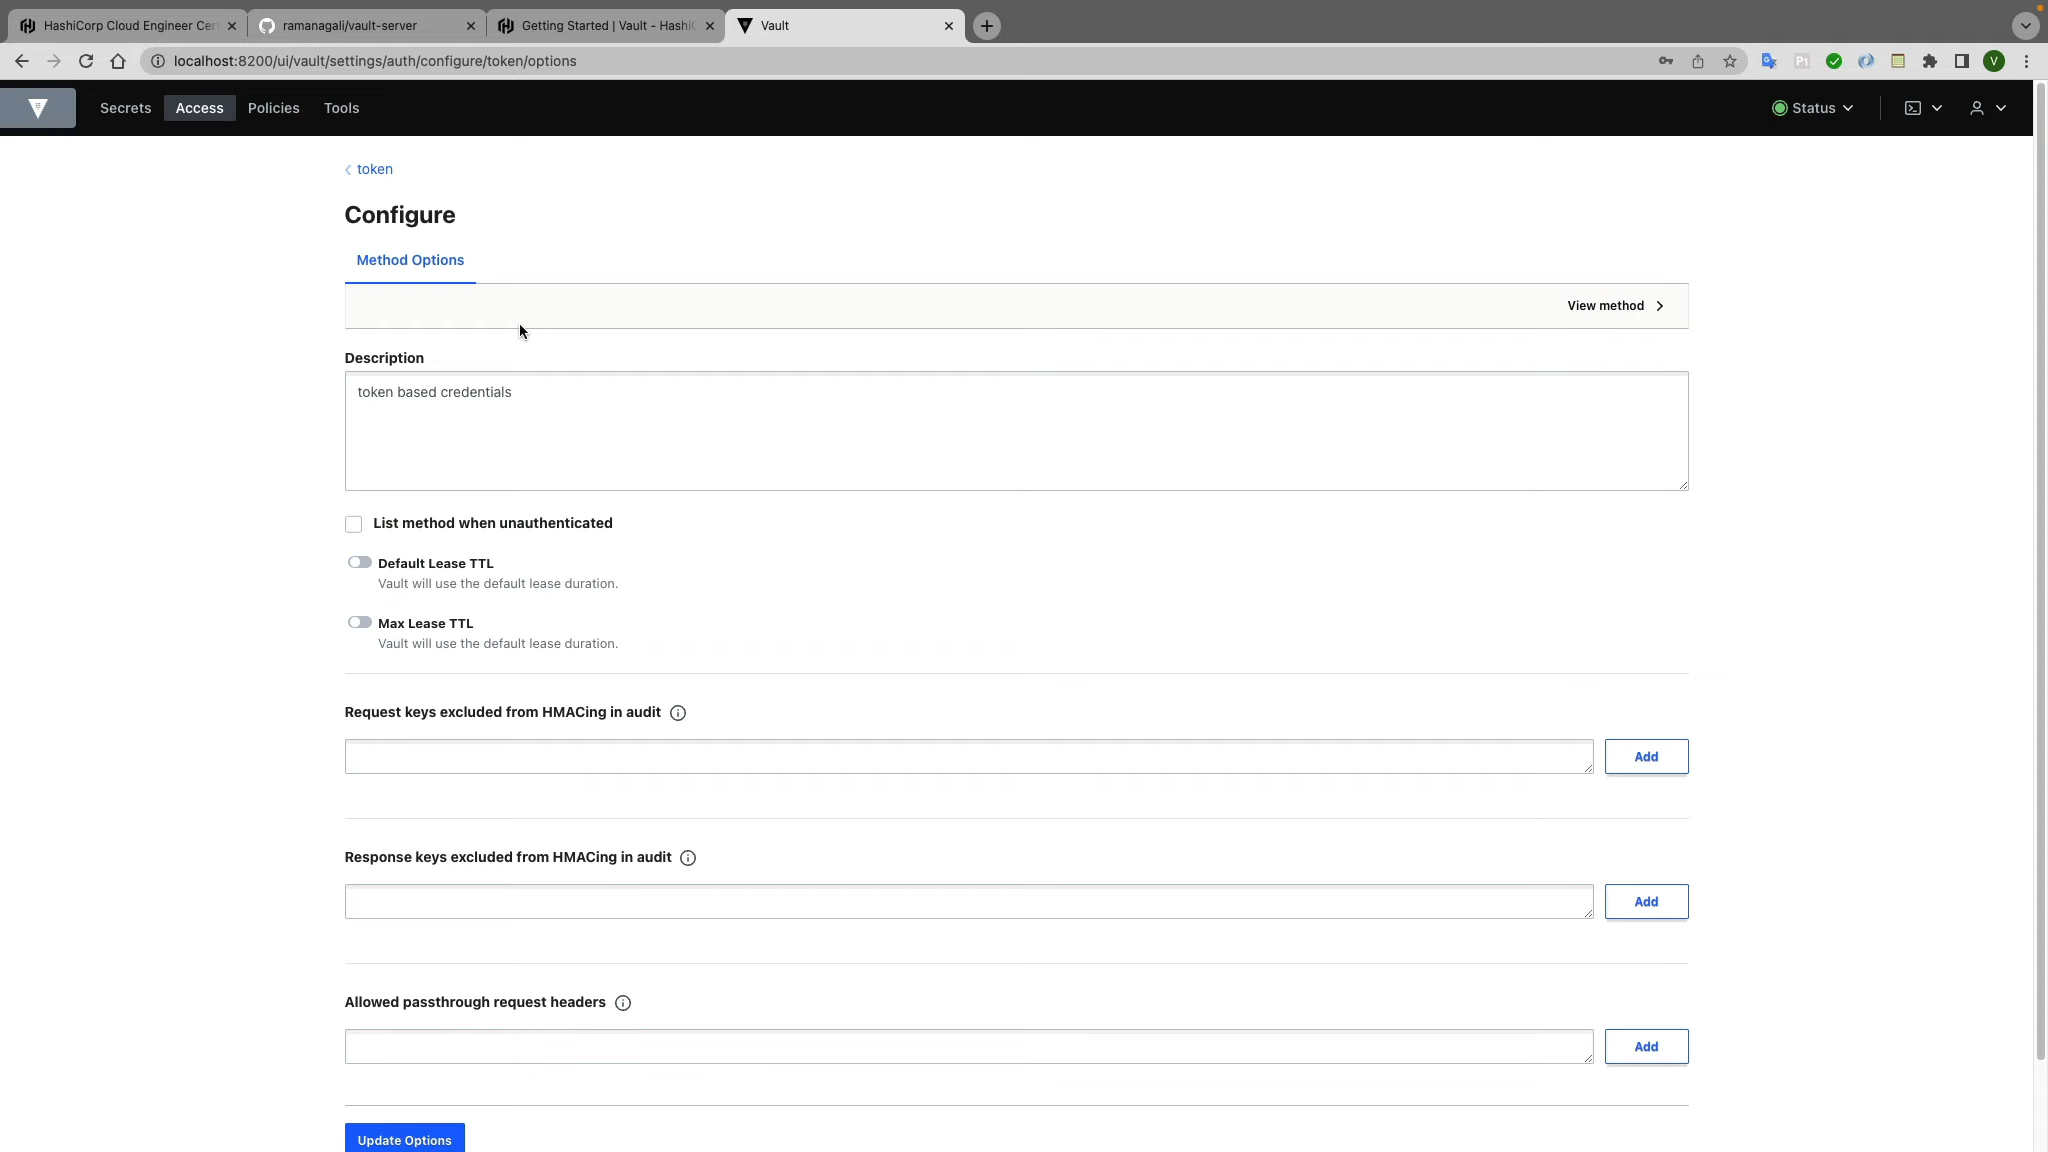 HashiCorp Cloud Engineer Cer
ramanagali/vault-server
Getting Started | Vault - HashiC
Vault
localhost:8200/ui/vault/settings/auth/configure/token/options
V
Secrets
Access
Policies
Tools
Status
token
Configure
Method Options
View method
Description
token based credentials
List method when unauthenticated
Default Lease TTL
Vault will use the default lease duration.
Max Lease TTL
Vault will use the default lease duration.
Request keys excluded from HMACing in audit
Add
Response keys excluded from HMACing in audit
Add
Allowed passthrough request headers
Add
Update Options